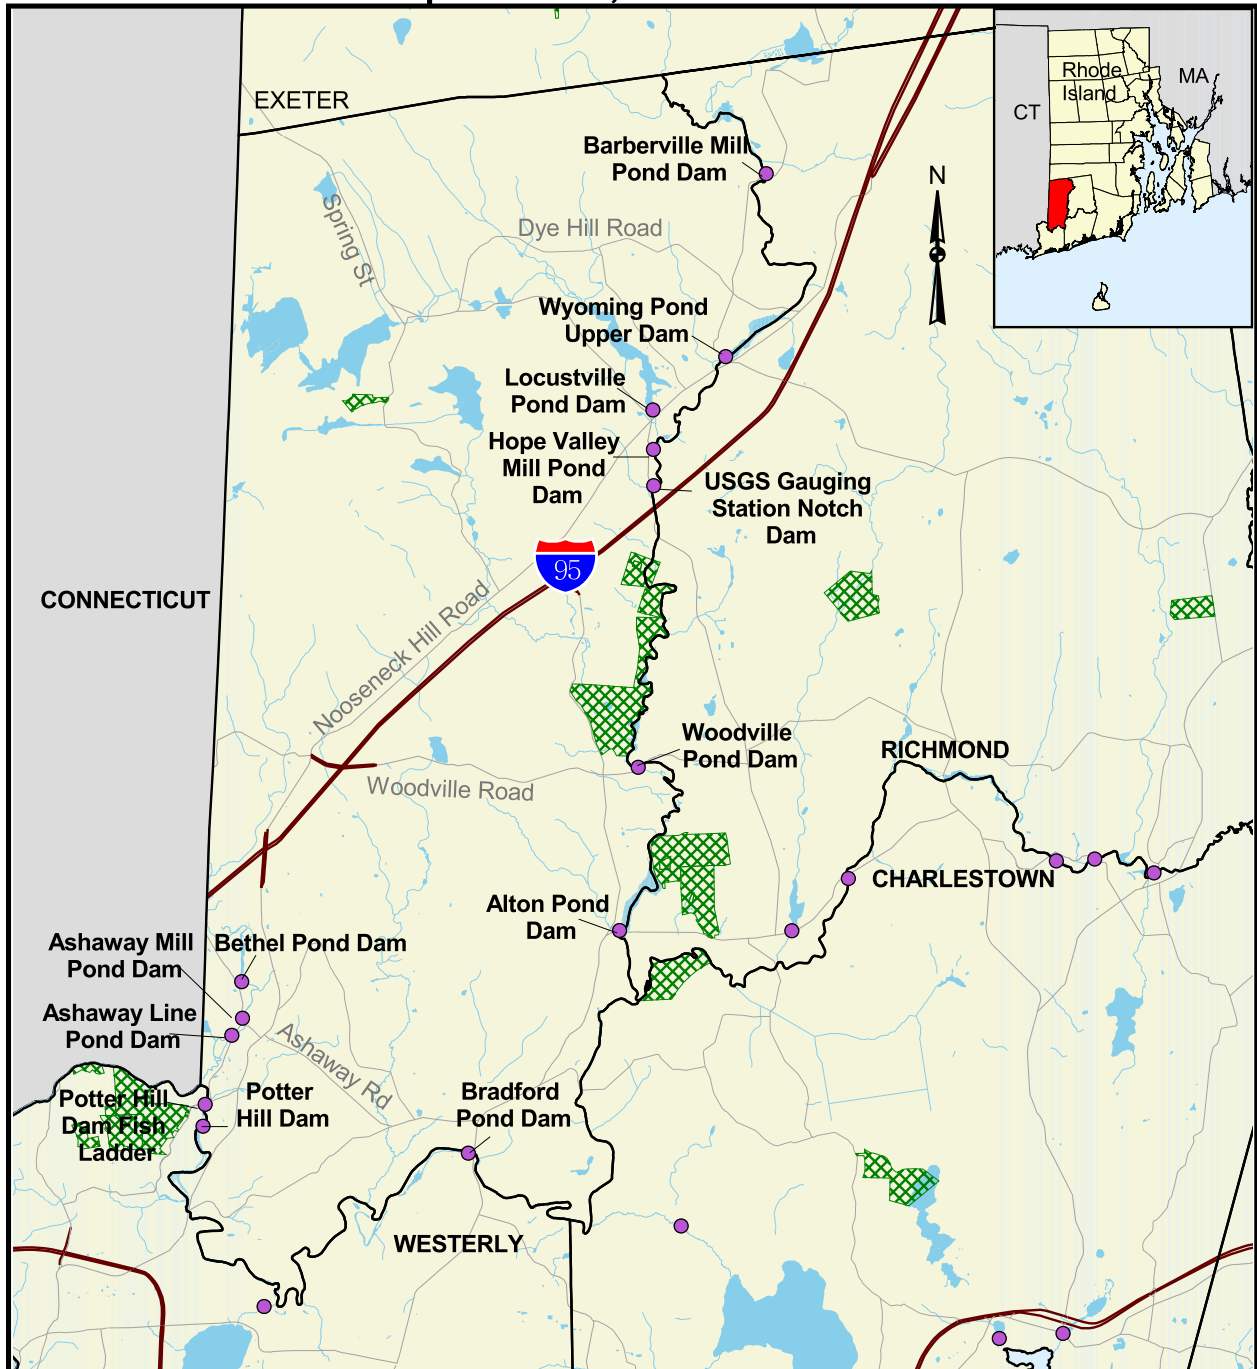 EXETER
Rhode
Island
MA
CT
Barberville Mill
Pond Dam
N
Spring St
Dye Hill Road
Wyoming Pond
Upper Dam
Locustville
Pond Dam
Hope Valley
Mill Pond
Dam
USGS Gauging
Station Notch
Dam
95
CONNECTICUT
Nooseneck Hill Road
Woodville
Pond Dam
RICHMOND
Woodville Road
CHARLESTOWN
Alton Pond
Dam
Ashaway Mill
Pond Dam
Bethel Pond Dam
Ashaway Line
Pond Dam
Ashaway Rd
Potter Hill
Dam Fish
Ladder
Potter
Hill Dam
Bradford
Pond Dam
WESTERLY